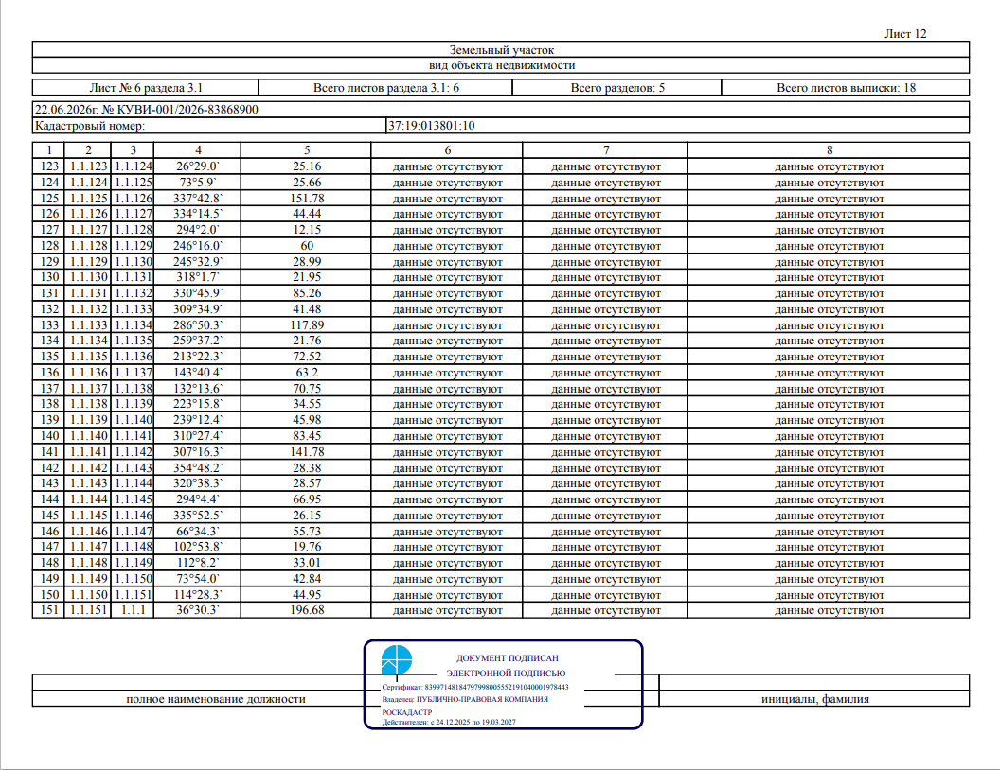 Лист 12
Земельный участок
вид объекта недвижимости
Лист № 6 раздела 3.1 Всего листов раздела 3.1: 6 Всего разделов: 5 Всего листов выписки: 18
22.06.2026г. № КУВИ-001/2026-83868900
Кадастровый номер: 37:19:013801:10
1 2 3 4 5 6 7 8
123 1.1.123 1.1.124 26°29.0` 25.16 данные отсутствуют данные отсутствуют данные отсутствуют
124 1.1.124 1.1.125 73°5.9` 25.66 данные отсутствуют данные отсутствуют данные отсутствуют
125 1.1.125 1.1.126 337°42.8` 151.78 данные отсутствуют данные отсутствуют данные отсутствуют
126 1.1.126 1.1.127 334°14.5` 44.44 данные отсутствуют данные отсутствуют данные отсутствуют
127 1.1.127 1.1.128 294°2.0` 12.15 данные отсутствуют данные отсутствуют данные отсутствуют
128 1.1.128 1.1.129 246°16.0` 60 данные отсутствуют данные отсутствуют данные отсутствуют
129 1.1.129 1.1.130 245°32.9` 28.99 данные отсутствуют данные отсутствуют данные отсутствуют
130 1.1.130 1.1.131 318°1.7` 21.95 данные отсутствуют данные отсутствуют данные отсутствуют
131 1.1.131 1.1.132 330°45.9` 85.26 данные отсутствуют данные отсутствуют данные отсутствуют
132 1.1.132 1.1.133 309°34.9` 41.48 данные отсутствуют данные отсутствуют данные отсутствуют
133 1.1.133 1.1.134 286°50.3` 117.89 данные отсутствуют данные отсутствуют данные отсутствуют
134 1.1.134 1.1.135 259°37.2` 21.76 данные отсутствуют данные отсутствуют данные отсутствуют
135 1.1.135 1.1.136 213°22.3` 72.52 данные отсутствуют данные отсутствуют данные отсутствуют
136 1.1.136 1.1.137 143°40.4` 63.2 данные отсутствуют данные отсутствуют данные отсутствуют
137 1.1.137 1.1.138 132°13.6` 70.75 данные отсутствуют данные отсутствуют данные отсутствуют
138 1.1.138 1.1.139 223°15.8` 34.55 данные отсутствуют данные отсутствуют данные отсутствуют
139 1.1.139 1.1.140 239°12.4` 45.98 данные отсутствуют данные отсутствуют данные отсутствуют
140 1.1.140 1.1.141 310°27.4` 83.45 данные отсутствуют данные отсутствуют данные отсутствуют
141 1.1.141 1.1.142 307°16.3` 141.78 данные отсутствуют данные отсутствуют данные отсутствуют
142 1.1.142 1.1.143 354°48.2` 28.38 данные отсутствуют данные отсутствуют данные отсутствуют
143 1.1.143 1.1.144 320°38.3` 28.57 данные отсутствуют данные отсутствуют данные отсутствуют
144 1.1.144 1.1.145 294°4.4` 66.95 данные отсутствуют данные отсутствуют данные отсутствуют
145 1.1.145 1.1.146 335°52.5` 26.15 данные отсутствуют данные отсутствуют данные отсутствуют
146 1.1.146 1.1.147 66°34.3` 55.73 данные отсутствуют данные отсутствуют данные отсутствуют
147 1.1.147 1.1.148 102°53.8` 19.76 данные отсутствуют данные отсутствуют данные отсутствуют
148 1.1.148 1.1.149 112°8.2` 33.01 данные отсутствуют данные отсутствуют данные отсутствуют
149 1.1.149 1.1.150 73°54.0` 42.84 данные отсутствуют данные отсутствуют данные отсутствуют
150 1.1.150 1.1.151 114°28.3` 44.95 данные отсутствуют данные отсутствуют данные отсутствуют
151 1.1.151 1.1.1 36°30.3` 196.68 данные отсутствуют данные отсутствуют данные отсутствуют
ДОКУМЕНТ ПОДПИСАН
ЭЛЕКТРОННОЙ ПОДПИСЬЮ
Сертификат: 83997148184797998005552191040001978443
Владелец: ПУБЛИЧНО-ПРАВОВАЯ КОМПАНИЯ
РОСКАДАСТР
Действителен: с 24.12.2025 по 19.03.2027
полное наименование должности инициалы, фамилия